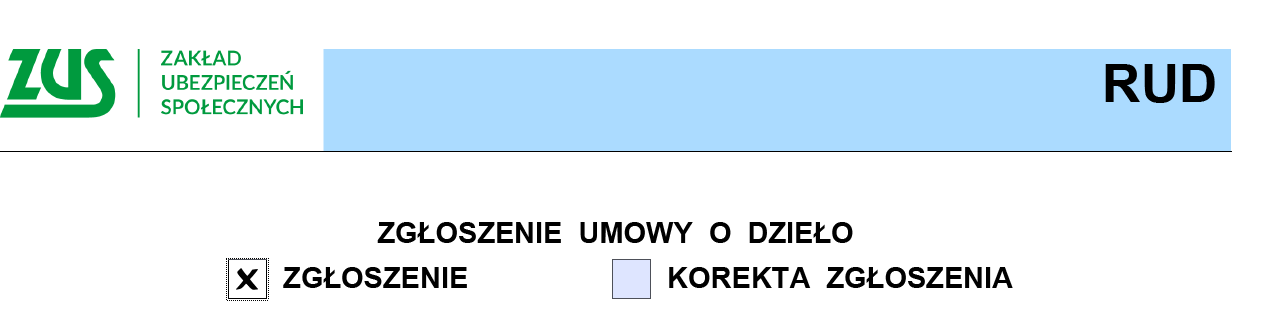 ZUS
ZAKŁAD
UBEZPIECZEŃ
SPOŁECZNYCH
RUD
ZGŁOSZENIE UMOWY O DZIEŁO
x ZGŁOSZENIE KOREKTA ZGŁOSZENIA